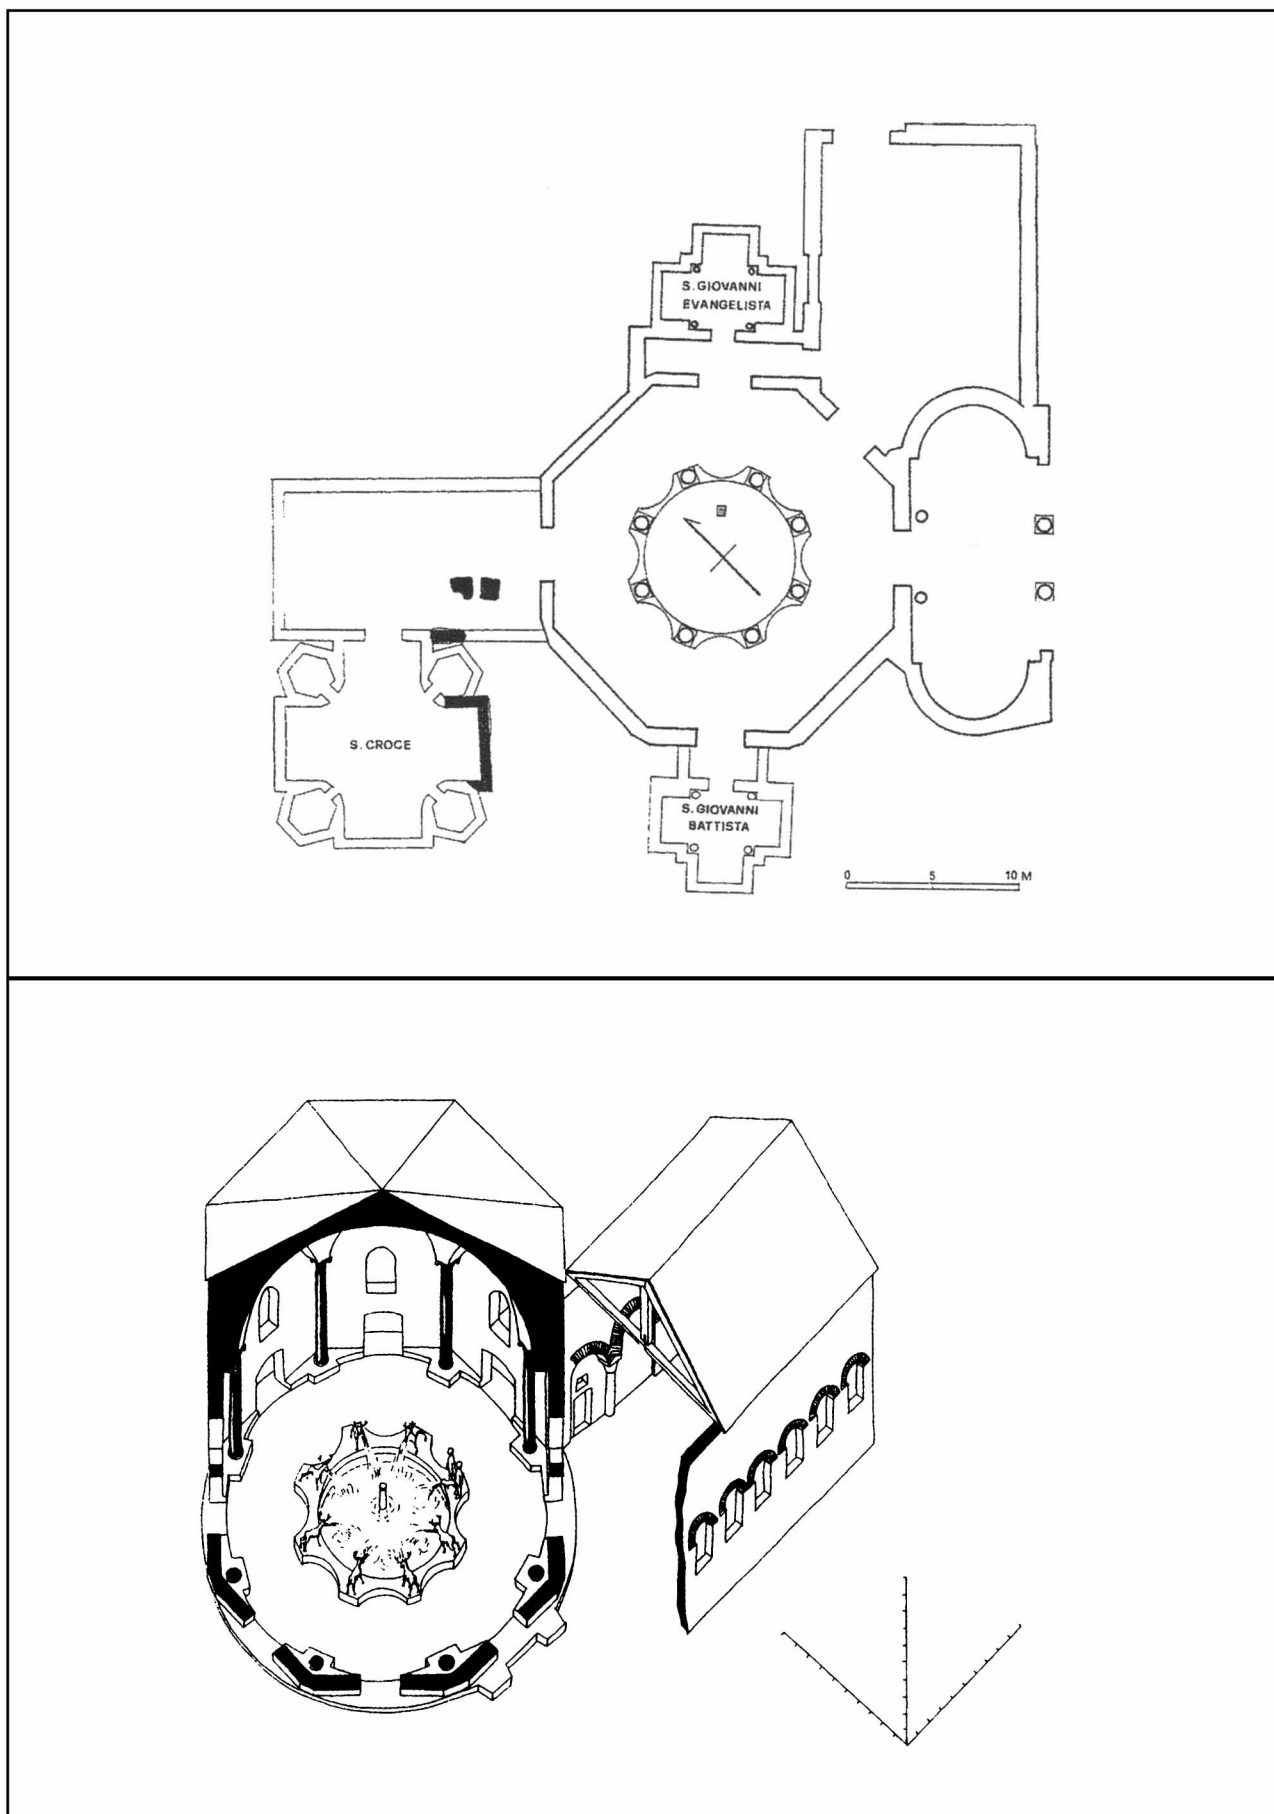 S. GIOVANNI
EVANGELISTA
S. CROCE
S. GIOVANNI
BATTISTA
0 5 10 M